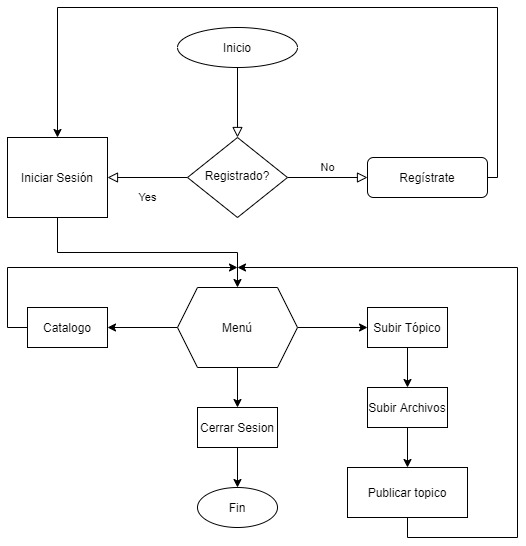 Inicio
Registrado?
Iniciar Sesión
Yes
No
Regístrate
Catalogo
Menú
Subir Tópico
Subir Archivos
Cerrar Sesion
Publicar topico
Fin